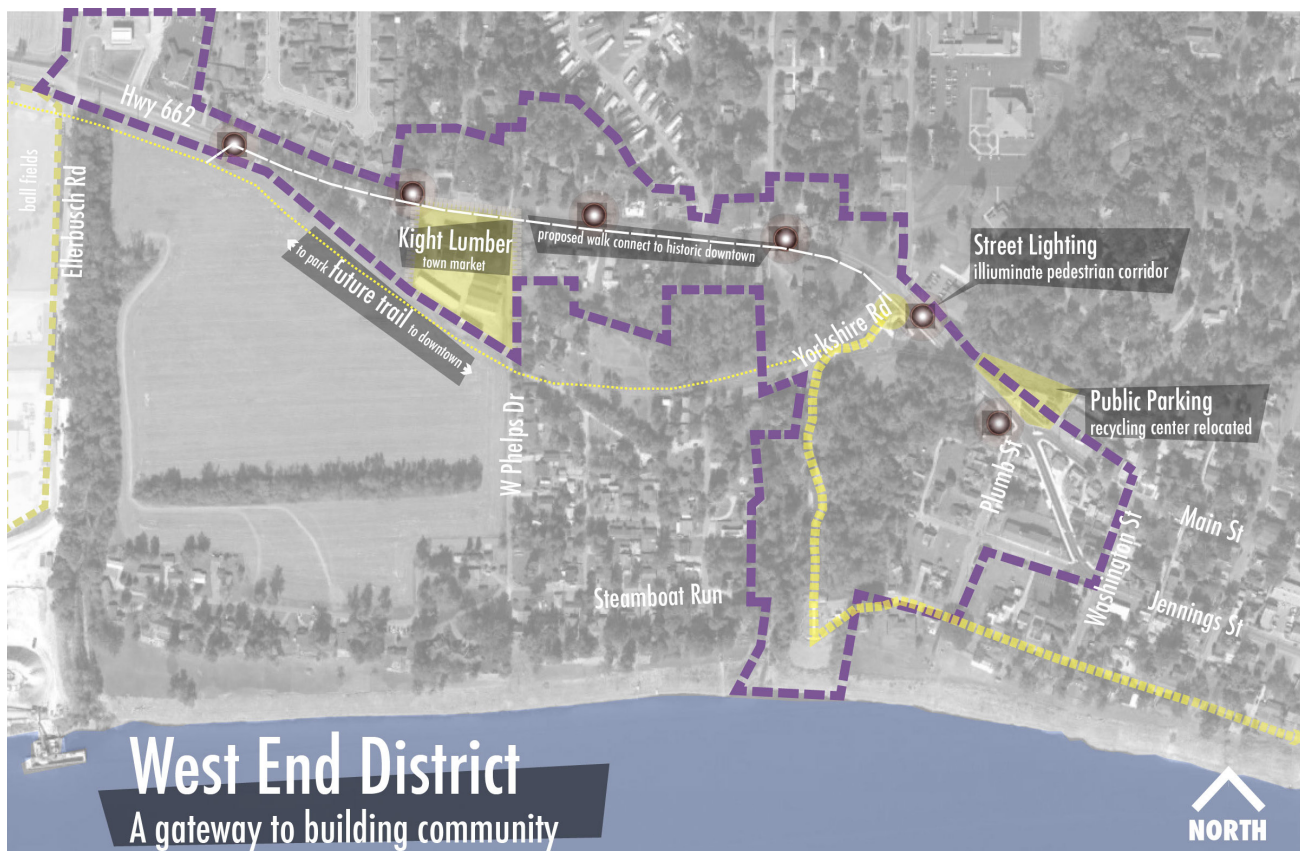 Hwy 662
ball fields
Ellerbusch Rd
Kight Lumber
town market
proposed walk connect to historic downtown
Street Lighting
illiuminate pedestrian corridor
to park future trail to downtown
Yorkshire Rd
Public Parking
recycling center relocated
W Phelps Dr
Plumb St
Main St
Washington St
Steamboat Run
Jennings St
West End District
A gateway to building community
NORTH